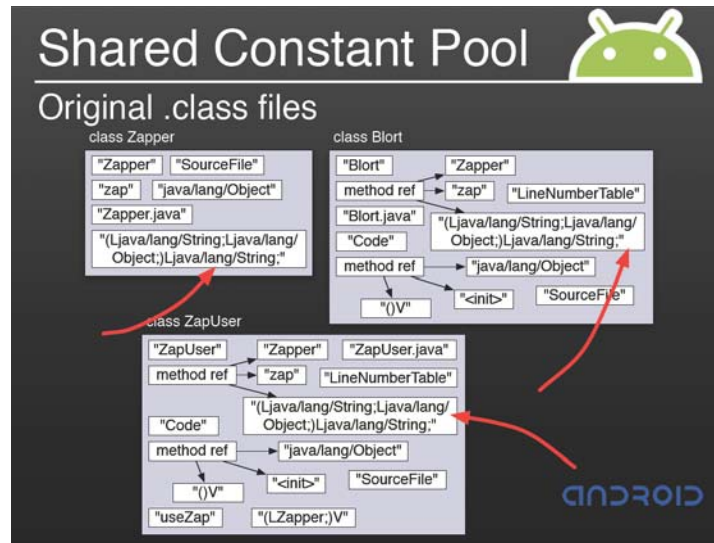 Shared Constant Pool
Original .class files
class Zapper
"Zapper" "SourceFile"
"zap" "java/lang/Object"
"Zapper.java"
"(Ljava/lang/String;Ljava/lang/
Object;)Ljava/lang/String;"
class Blort
"Blort" "Zapper"
method ref "zap" "LineNumberTable"
"Blort.java"
"(Ljava/lang/String;Ljava/lang/
Object;)Ljava/lang/String;"
"Code"
method ref "java/lang/Object"
"()V" "<init>" "SourceFile"
class ZapUser
"ZapUser" "Zapper" "ZapUser.java"
method ref "zap" "LineNumberTable"
"(Ljava/lang/String;Ljava/lang/
Object;)Ljava/lang/String;"
"Code"
method ref "java/lang/Object"
"()V" "<init>" "SourceFile"
"useZap" "(LZapper;)V"
ANDROID